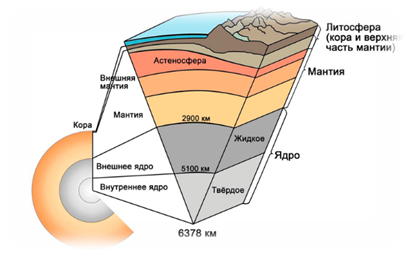 Литосфера
(кора и верхняя
часть мантии)
Астеносфера
Внешняя
мантия
Мантия
Мантия
2900 км
Кора
Жидкое
Ядро
Внешнее ядро
5100 км
Внутреннее ядро
Твёрдое
6378 км